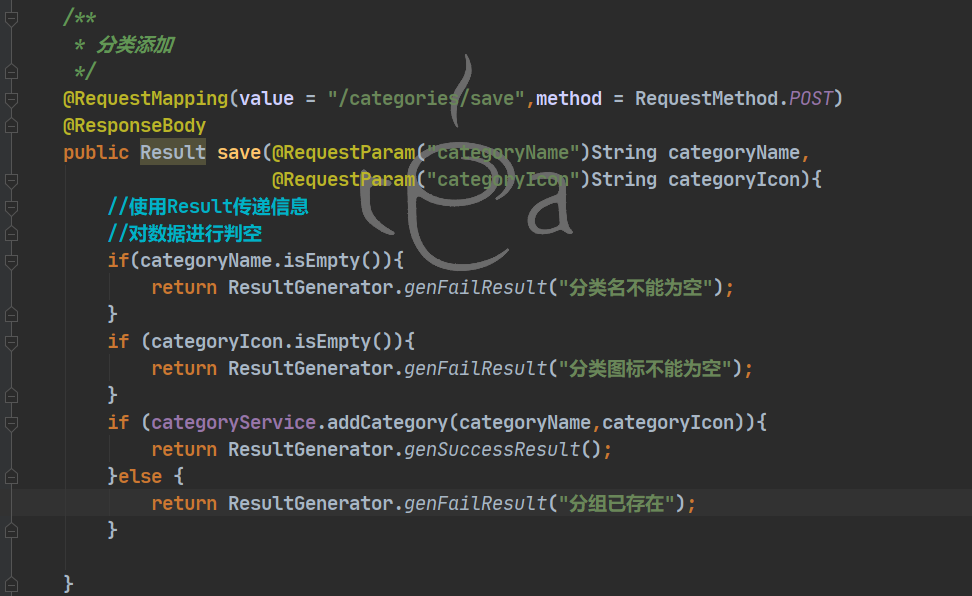 /**
 * 分类添加
 */
@RequestMapping(value = "/categories/save",method = RequestMethod.POST)
@ResponseBody
public Result save(@RequestParam("categoryName")String categoryName,
                   @RequestParam("categoryIcon")String categoryIcon){
    //使用Result传递信息
    //对数据进行判空
    if(categoryName.isEmpty()){
        return ResultGenerator.genFailResult("分类名不能为空");
    }
    if (categoryIcon.isEmpty()){
        return ResultGenerator.genFailResult("分类图标不能为空");
    }
    if (categoryService.addCategory(categoryName,categoryIcon)){
        return ResultGenerator.genSuccessResult();
    }else {
        return ResultGenerator.genFailResult("分组已存在");
    }
}